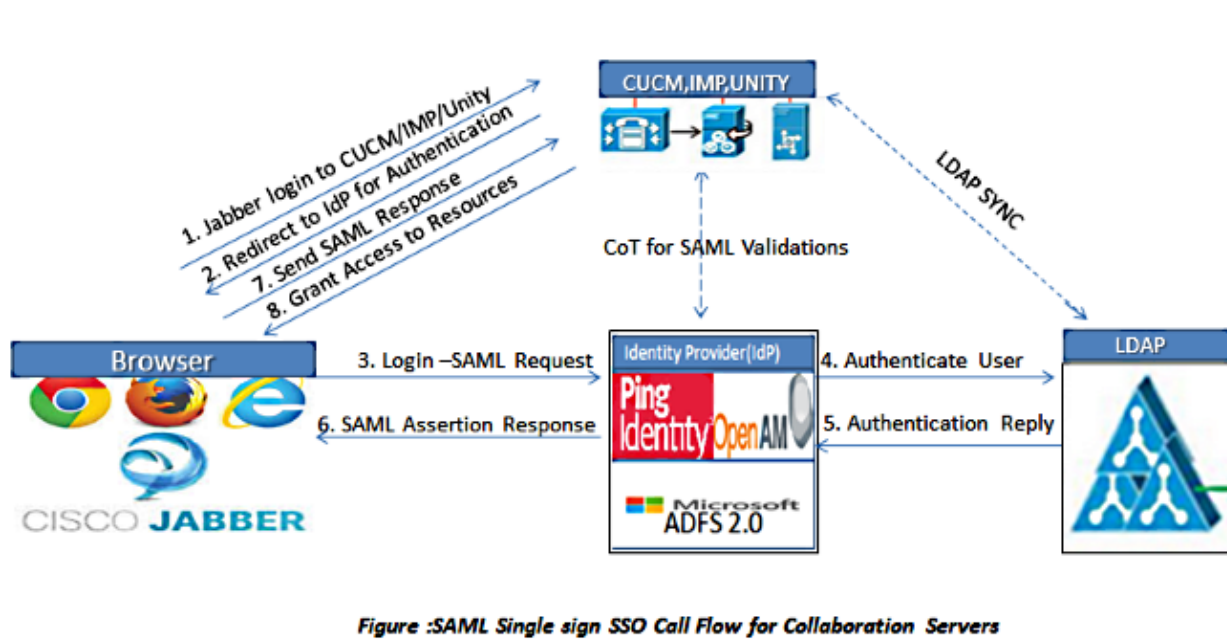 CUCM,IMP,UNITY
1. Jabber login to CUCM/IMP/Unity
2. Redirect to IdP for Authentication
7. Send SAML Response
8. Grant Access to Resources
LDAP SYNC
CoT for SAML Validations
Browser
3. Login –SAML Request
Identity Provider(IdP)
4. Authenticate User
LDAP
Ping
Identity
OpenAM
6. SAML Assertion Response
5. Authentication Reply
CISCO JABBER
Microsoft
ADFS 2.0
Figure :SAML Single sign SSO Call Flow for Collaboration Servers